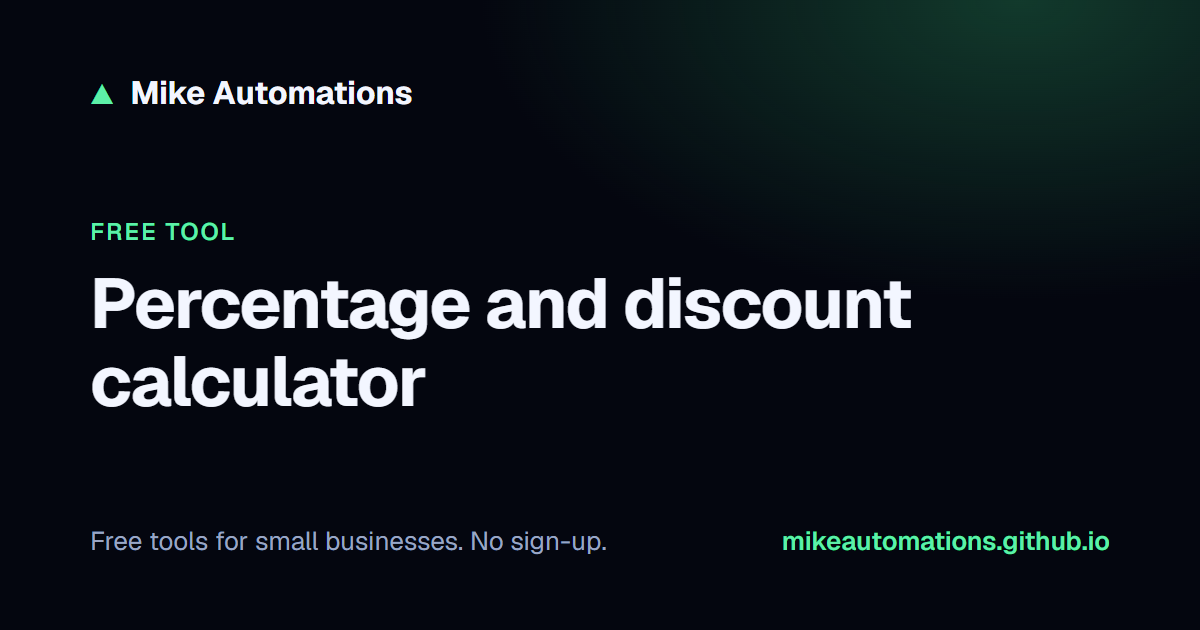 Mike Automations
FREE TOOL
Percentage and discount
calculator
Free tools for small businesses. No sign-up.
mikeautomations.github.io